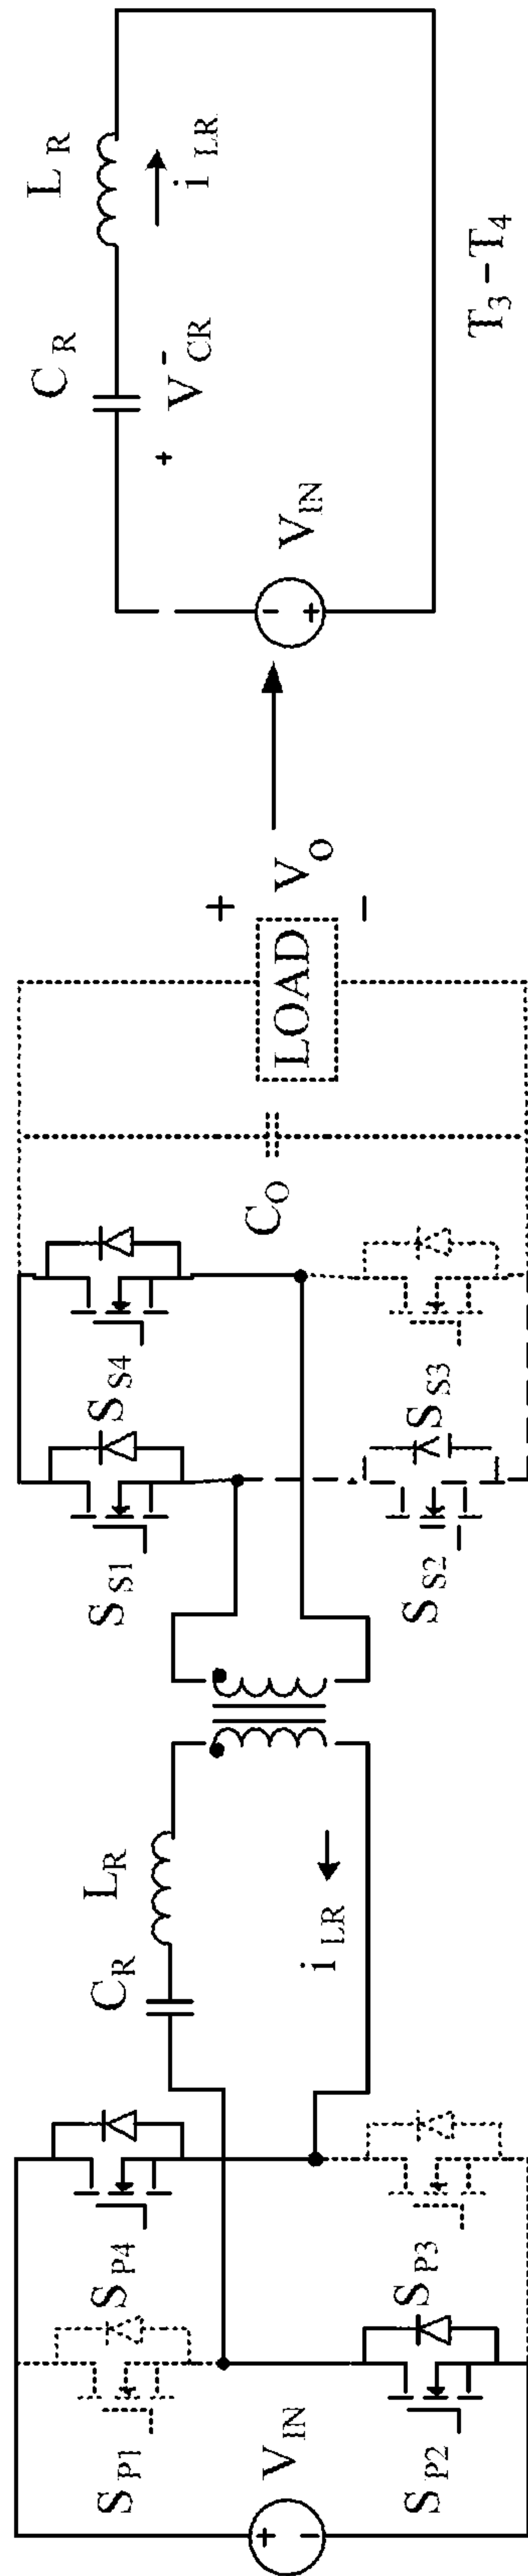 V_IN
+
-
S_P1
S_P4
S_P2
S_P3
C_R
L_R
i_LR
S_S1
S_S4
S_S2
S_S3
C_O
LOAD
+
V_O
-
C_R
L_R
+ V_CR -
i_LR
V_IN
-
+
T_3-T_4